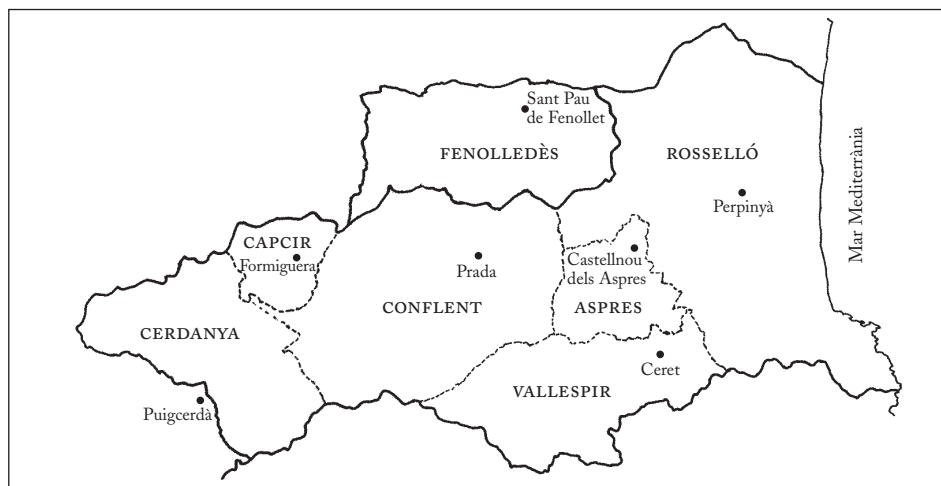 Sant Pau
de Fenollet
FENOLLEDÈS
ROSSELLÓ
Perpinyà
Mar Mediterrània
CAPCIR
Formiguera
Prada
Castellnou
dels Aspres
CONFLENT
ASPRES
CERDANYA
Ceret
VALLESPIR
Puigcerdà